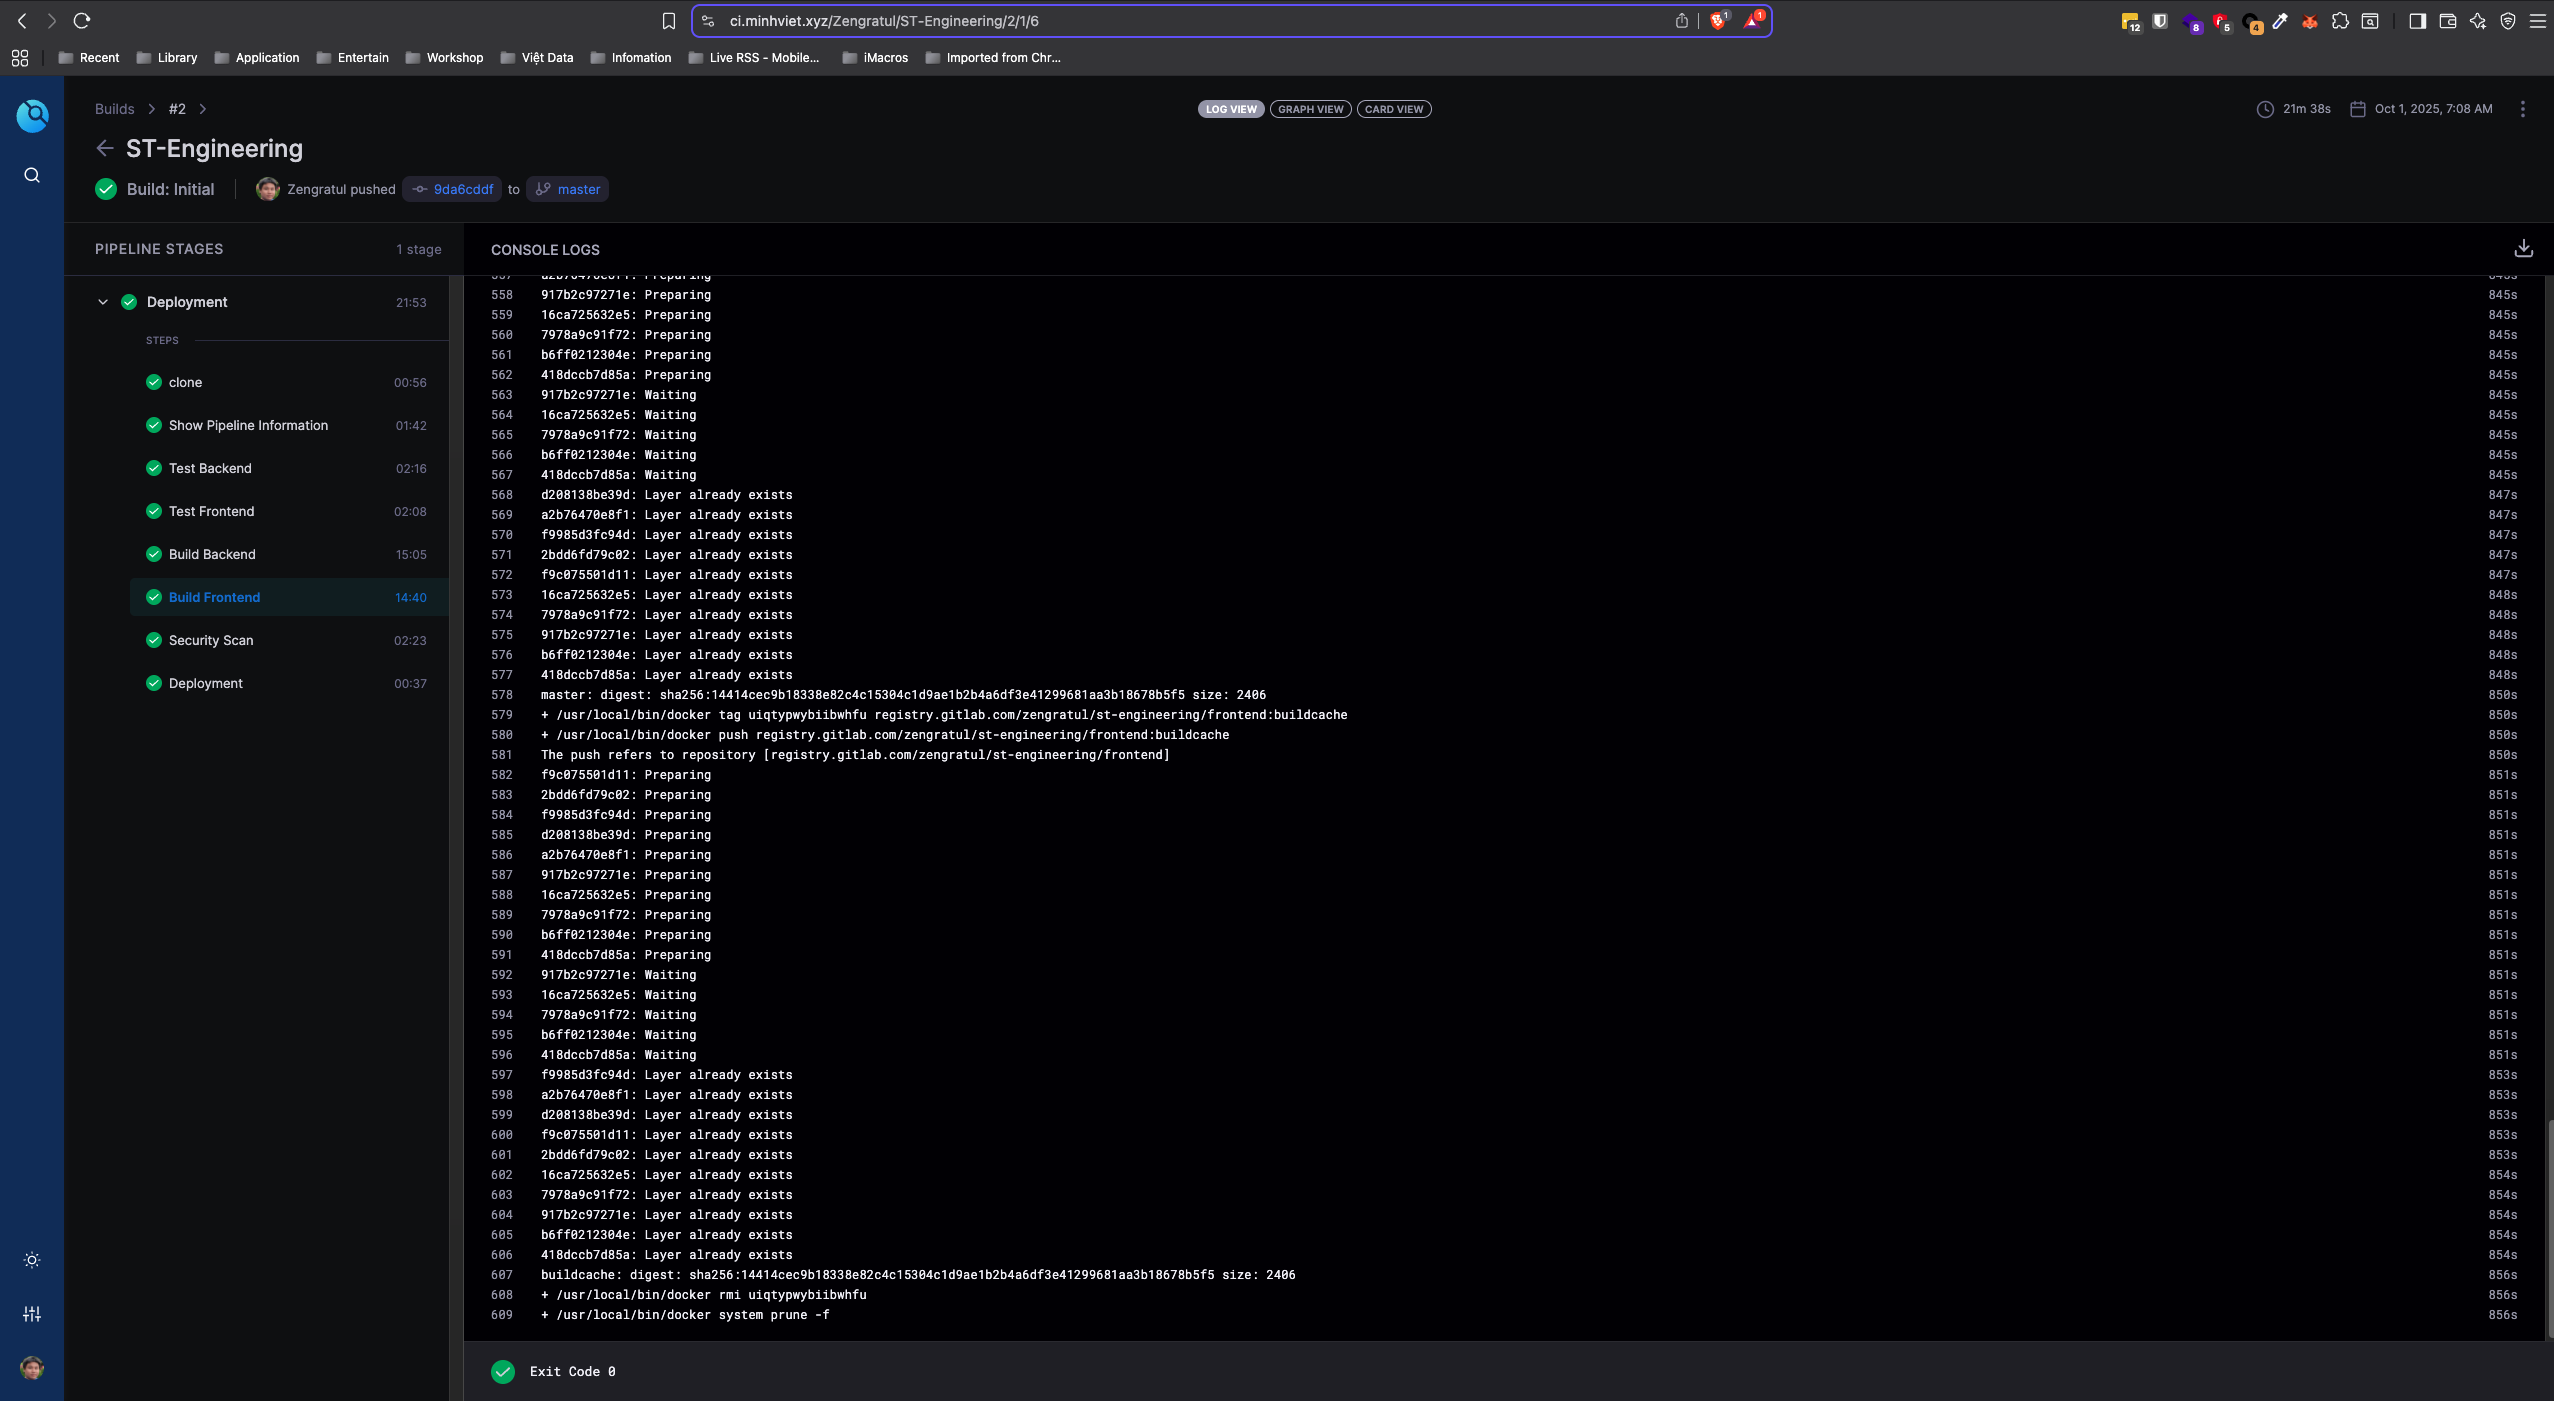 ci.minhviet.xyz/Zengratul/ST-Engineering/2/1/6
1
1
12
8
5
4
Recent
Library
Application
Entertain
Workshop
Việt Data
Infomation
Live RSS - Mobile...
iMacros
Imported from Chr...
Builds
#2
LOG VIEW
GRAPH VIEW
CARD VIEW
21m 38s
Oct 1, 2025, 7:08 AM
ST-Engineering
Build: Initial
Zengratul pushed
9da6cddf
to
master
PIPELINE STAGES
1 stage
Deployment 21:53
STEPS
clone 00:56
Show Pipeline Information 01:42
Test Backend 02:16
Test Frontend 02:08
Build Backend 15:05
Build Frontend 14:40
Security Scan 02:23
Deployment 00:37
CONSOLE LOGS
557 a2b76470e8f1: Preparing 845s
558 917b2c97271e: Preparing 845s
559 16ca725632e5: Preparing 845s
560 7978a9c91f72: Preparing 845s
561 b6ff0212304e: Preparing 845s
562 418dccb7d85a: Preparing 845s
563 917b2c97271e: Waiting 845s
564 16ca725632e5: Waiting 845s
565 7978a9c91f72: Waiting 845s
566 b6ff0212304e: Waiting 845s
567 418dccb7d85a: Waiting 845s
568 d208138be39d: Layer already exists 847s
569 a2b76470e8f1: Layer already exists 847s
570 f9985d3fc94d: Layer already exists 847s
571 2bdd6fd79c02: Layer already exists 847s
572 f9c075501d11: Layer already exists 847s
573 16ca725632e5: Layer already exists 848s
574 7978a9c91f72: Layer already exists 848s
575 917b2c97271e: Layer already exists 848s
576 b6ff0212304e: Layer already exists 848s
577 418dccb7d85a: Layer already exists 848s
578 master: digest: sha256:14414cec9b18338e82c4c15304c1d9ae1b2b4a6df3e41299681aa3b18678b5f5 size: 2406 850s
579 + /usr/local/bin/docker tag uiqtypwybiibwhfu registry.gitlab.com/zengratul/st-engineering/frontend:buildcache 850s
580 + /usr/local/bin/docker push registry.gitlab.com/zengratul/st-engineering/frontend:buildcache 850s
581 The push refers to repository [registry.gitlab.com/zengratul/st-engineering/frontend] 850s
582 f9c075501d11: Preparing 851s
583 2bdd6fd79c02: Preparing 851s
584 f9985d3fc94d: Preparing 851s
585 d208138be39d: Preparing 851s
586 a2b76470e8f1: Preparing 851s
587 917b2c97271e: Preparing 851s
588 16ca725632e5: Preparing 851s
589 7978a9c91f72: Preparing 851s
590 b6ff0212304e: Preparing 851s
591 418dccb7d85a: Preparing 851s
592 917b2c97271e: Waiting 851s
593 16ca725632e5: Waiting 851s
594 7978a9c91f72: Waiting 851s
595 b6ff0212304e: Waiting 851s
596 418dccb7d85a: Waiting 851s
597 f9985d3fc94d: Layer already exists 853s
598 a2b76470e8f1: Layer already exists 853s
599 d208138be39d: Layer already exists 853s
600 f9c075501d11: Layer already exists 853s
601 2bdd6fd79c02: Layer already exists 853s
602 16ca725632e5: Layer already exists 854s
603 7978a9c91f72: Layer already exists 854s
604 917b2c97271e: Layer already exists 854s
605 b6ff0212304e: Layer already exists 854s
606 418dccb7d85a: Layer already exists 854s
607 buildcache: digest: sha256:14414cec9b18338e82c4c15304c1d9ae1b2b4a6df3e41299681aa3b18678b5f5 size: 2406 856s
608 + /usr/local/bin/docker rmi uiqtypwybiibwhfu 856s
609 + /usr/local/bin/docker system prune -f 856s
Exit Code 0